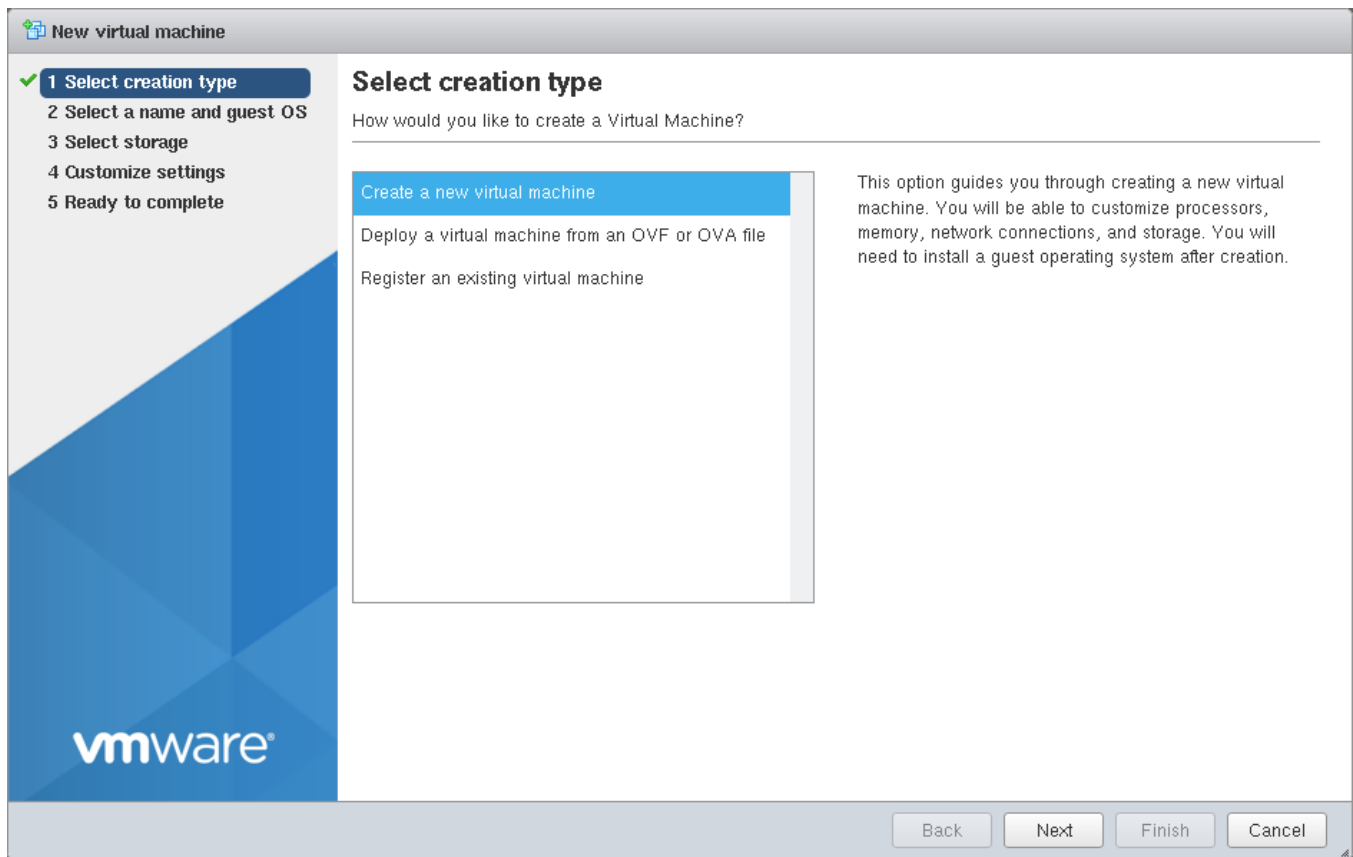 New virtual machine
1 Select creation type
2 Select a name and guest OS
3 Select storage
4 Customize settings
5 Ready to complete
Select creation type
How would you like to create a Virtual Machine?
Create a new virtual machine
Deploy a virtual machine from an OVF or OVA file
Register an existing virtual machine
This option guides you through creating a new virtual
machine. You will be able to customize processors,
memory, network connections, and storage. You will
need to install a guest operating system after creation.
vmware®
Back Next Finish Cancel